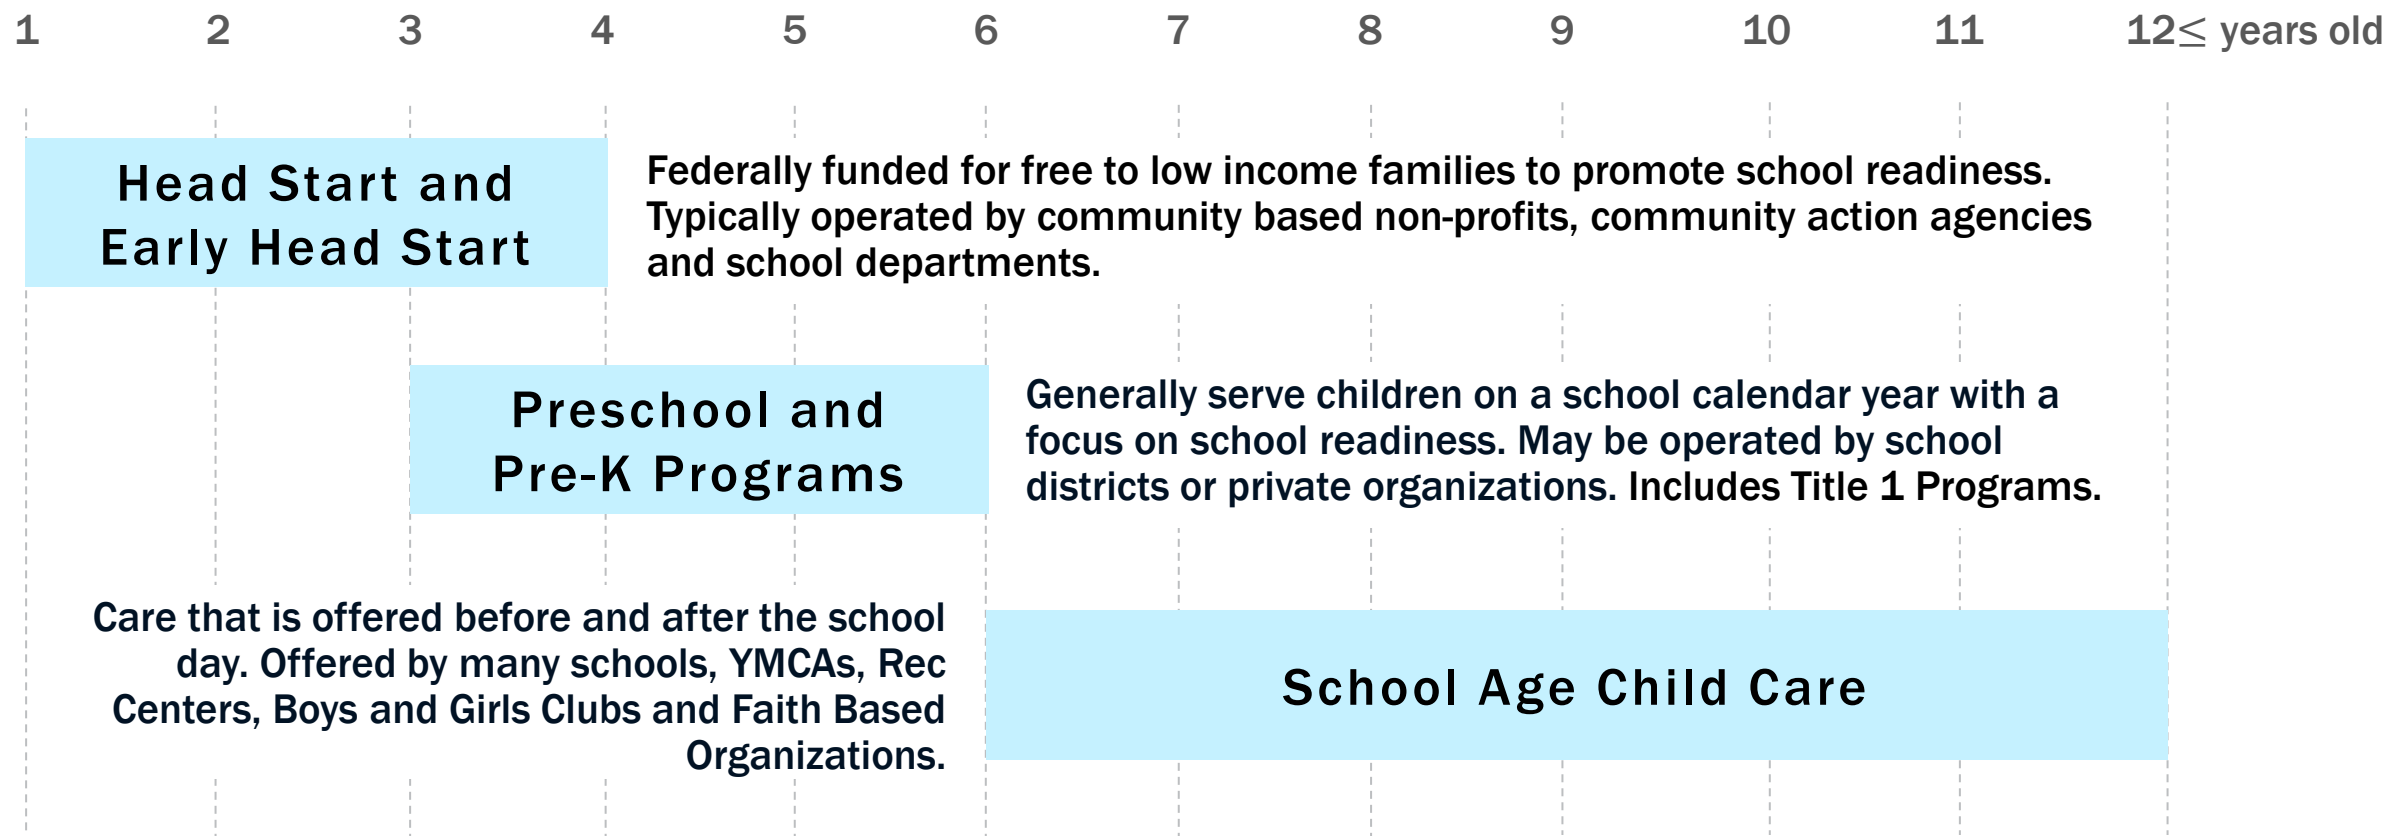 1 2 3 4 5 6 7 8 9 10 11 12≤ years old
Head Start and
Early Head Start
Federally funded for free to low income families to promote school readiness.
Typically operated by community based non-profits, community action agencies
and school departments.
Preschool and
Pre-K Programs
Generally serve children on a school calendar year with a
focus on school readiness. May be operated by school
districts or private organizations. Includes Title 1 Programs.
Care that is offered before and after the school
day. Offered by many schools, YMCAs, Rec
Centers, Boys and Girls Clubs and Faith Based
Organizations.
School Age Child Care